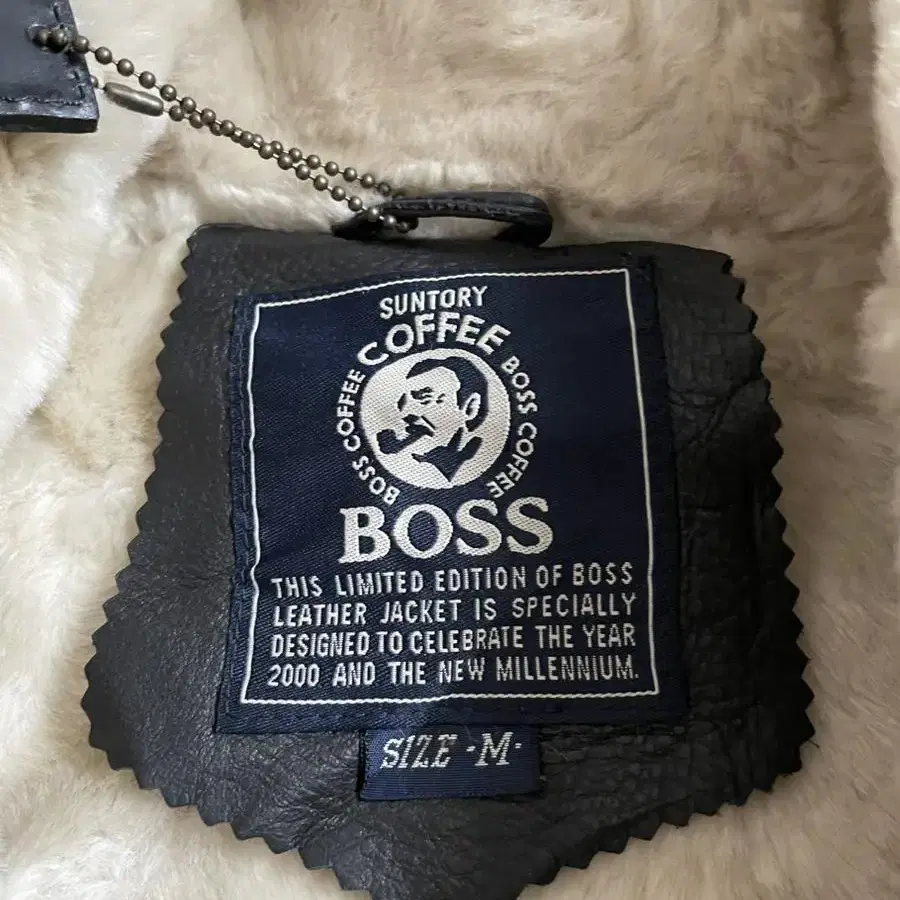 SUNTORY
COFFEE
BOSS COFFEE
BOSS COFFEE
BOSS
THIS LIMITED EDITION OF BOSS
LEATHER JACKET IS SPECIALLY
DESIGNED TO CELEBRATE THE YEAR
2000 AND THE NEW MILLENNIUM.
SIZE -M-